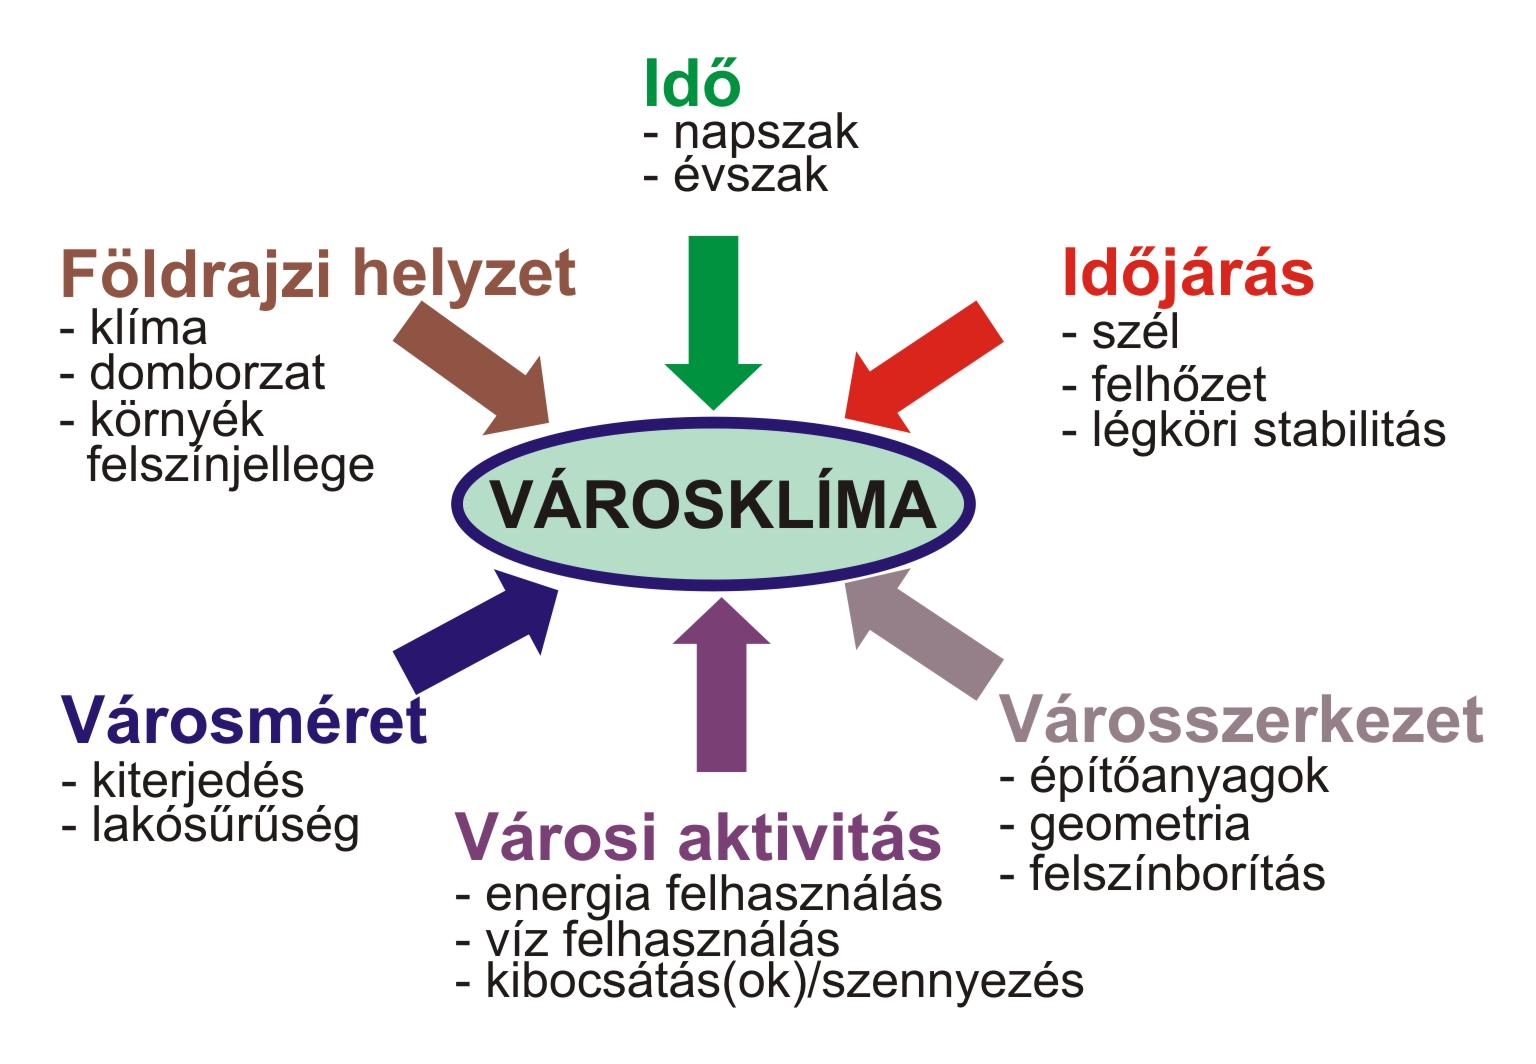 Idő
- napszak
- évszak
Földrajzi helyzet
- klíma
- domborzat
- környék
felszínjellege
Időjárás
- szél
- felhőzet
- légköri stabilitás
VÁROSKLÍMA
Városméret
- kiterjedés
- lakósűrűség
Városi aktivitás
- energia felhasználás
- víz felhasználás
- kibocsátás(ok)/szennyezés
Városszerkezet
- építőanyagok
- geometria
- felszínborítás